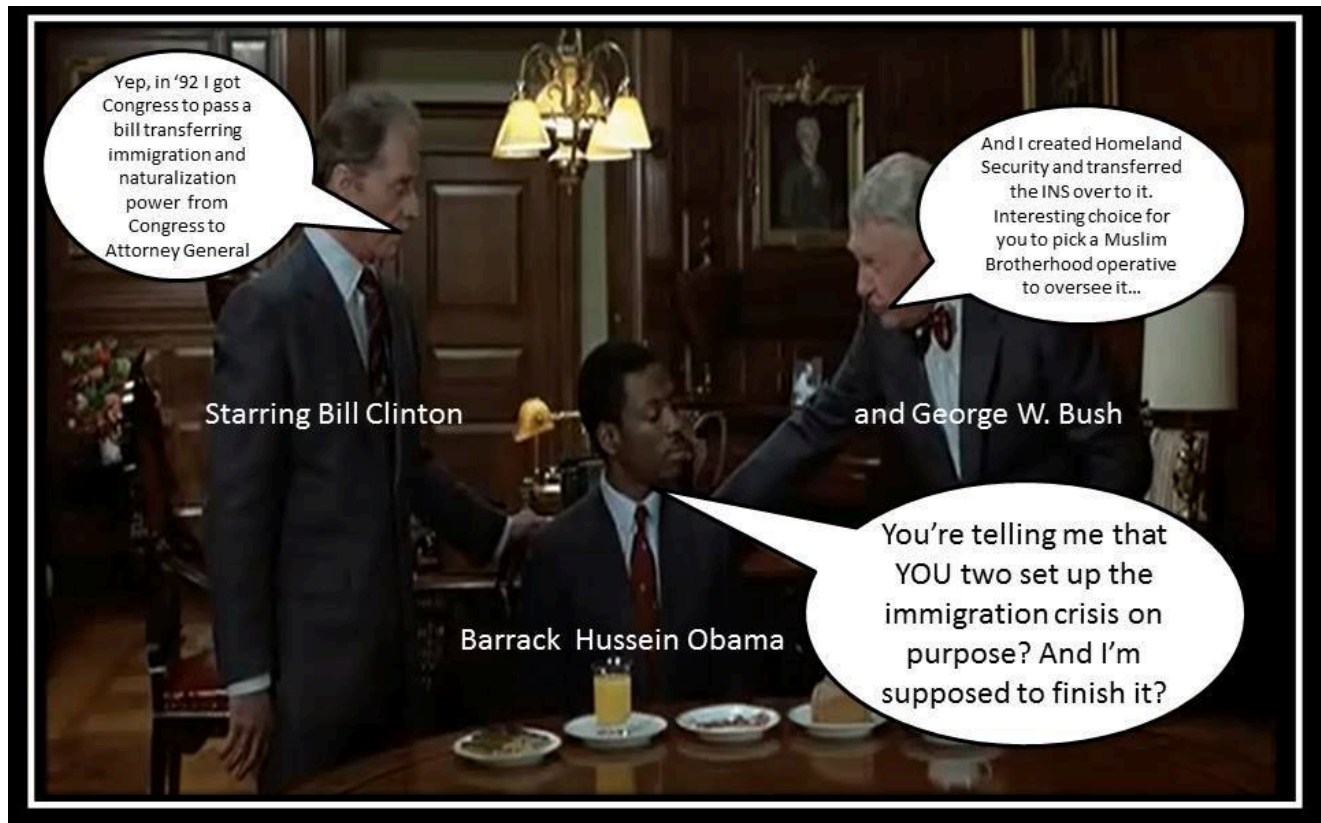 Yep, in ‘92 I got
Congress to pass a
bill transferring
immigration and
naturalization
power from
Congress to
Attorney General
And I created Homeland
Security and transferred
the INS over to it.
Interesting choice for
you to pick a Muslim
Brotherhood operative
to oversee it...
Starring Bill Clinton
and George W. Bush
Barrack Hussein Obama
You’re telling me that
YOU two set up the
immigration crisis on
purpose? And I’m
supposed to finish it?